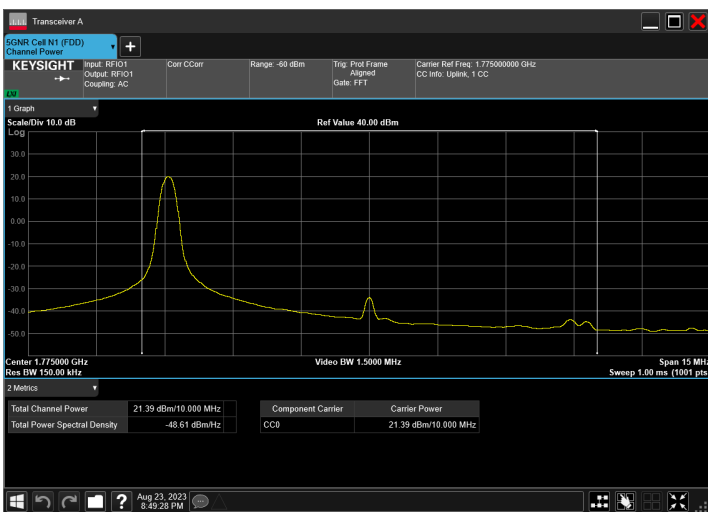 Transceiver A
5GNR Cell N1 (FDD)
Channel Power
KEYSIGHT
LXI
Input: RFIO1
Output: RFIO1
Coupling: AC
Corr CCorr
Range: -60 dBm
Trig: Prot Frame
Aligned
Gate: FFT
Carrier Ref Freq: 1.775000000 GHz
CC Info: Uplink, 1 CC
1 Graph
Scale/Div 10.0 dB
Ref Value 40.00 dBm
Log
30.0
20.0
10.0
0.00
-10.0
-20.0
-30.0
-40.0
-50.0
Center 1.775000 GHz
Video BW 1.5000 MHz
Span 15 MHz
Res BW 150.00 kHz
Sweep 1.00 ms (1001 pts
2 Metrics
Total Channel Power 21.39 dBm/10.000 MHz
Total Power Spectral Density -48.61 dBm/Hz
Component Carrier Carrier Power
CC0 21.39 dBm/10.000 MHz
Aug 23, 2023
8:49:28 PM